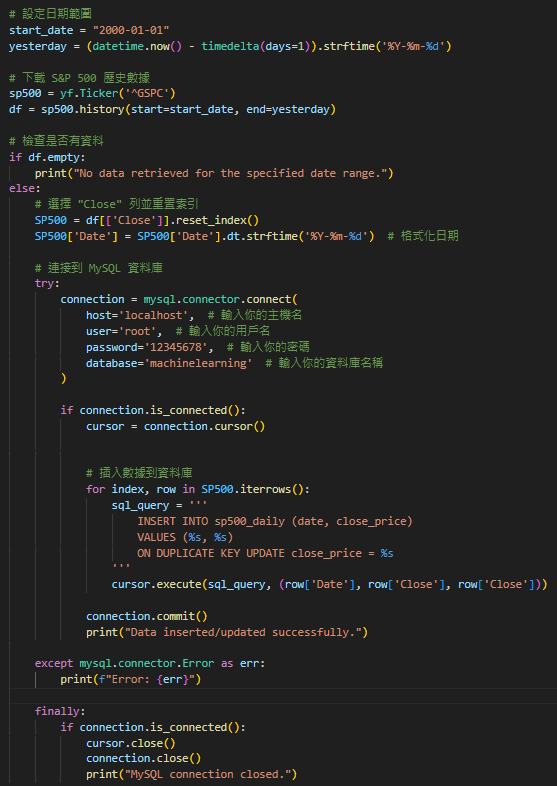 # 設定日期範圍
start_date = "2000-01-01"
yesterday = (datetime.now() - timedelta(days=1)).strftime('%Y-%m-%d')

# 下載 S&P 500 歷史數據
sp500 = yf.Ticker('^GSPC')
df = sp500.history(start=start_date, end=yesterday)

# 檢查是否有資料
if df.empty:
    print("No data retrieved for the specified date range.")
else:
    # 選擇 "Close" 列並重置索引
    SP500 = df[['Close']].reset_index()
    SP500['Date'] = SP500['Date'].dt.strftime('%Y-%m-%d')  # 格式化日期

    # 連接到 MySQL 資料庫
    try:
        connection = mysql.connector.connect(
            host='localhost',  # 輸入你的主機名
            user='root',  # 輸入你的用戶名
            password='12345678',  # 輸入你的密碼
            database='machinelearning'  # 輸入你的資料庫名稱
        )

        if connection.is_connected():
            cursor = connection.cursor()


            # 插入數據到資料庫
            for index, row in SP500.iterrows():
                sql_query = '''
                    INSERT INTO sp500_daily (date, close_price)
                    VALUES (%s, %s)
                    ON DUPLICATE KEY UPDATE close_price = %s
                '''
                cursor.execute(sql_query, (row['Date'], row['Close'], row['Close']))

            connection.commit()
            print("Data inserted/updated successfully.")

    except mysql.connector.Error as err:
        print(f"Error: {err}")

    finally:
        if connection.is_connected():
            cursor.close()
            connection.close()
            print("MySQL connection closed.")